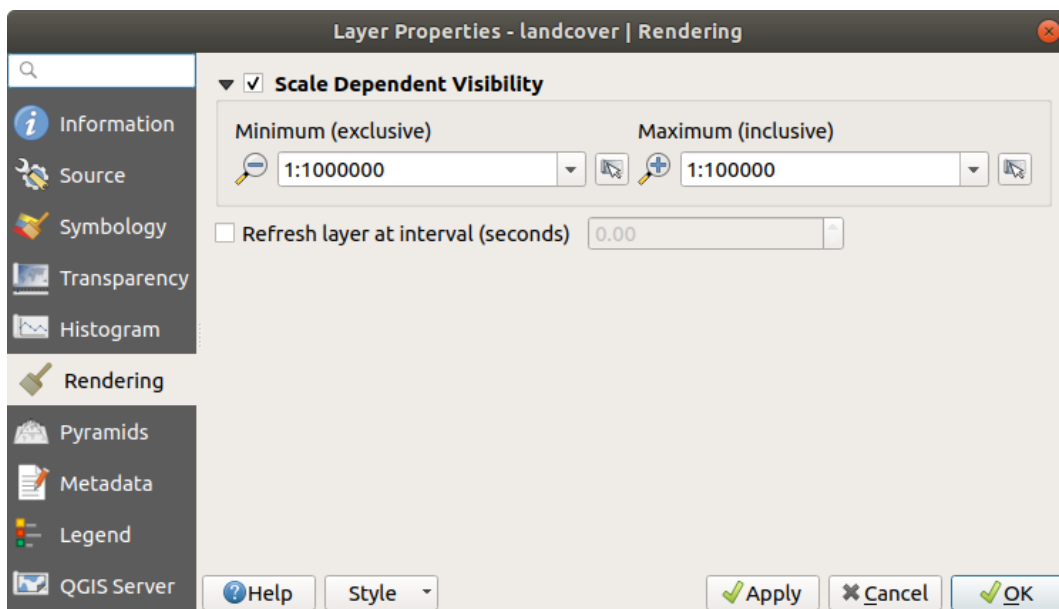 Layer Properties - landcover | Rendering
Information
Source
Symbology
Transparency
Histogram
Rendering
Pyramids
Metadata
Legend
QGIS Server
Scale Dependent Visibility
Minimum (exclusive) Maximum (inclusive)
1:1000000 1:100000
Refresh layer at interval (seconds) 0.00
Help Style Apply Cancel OK